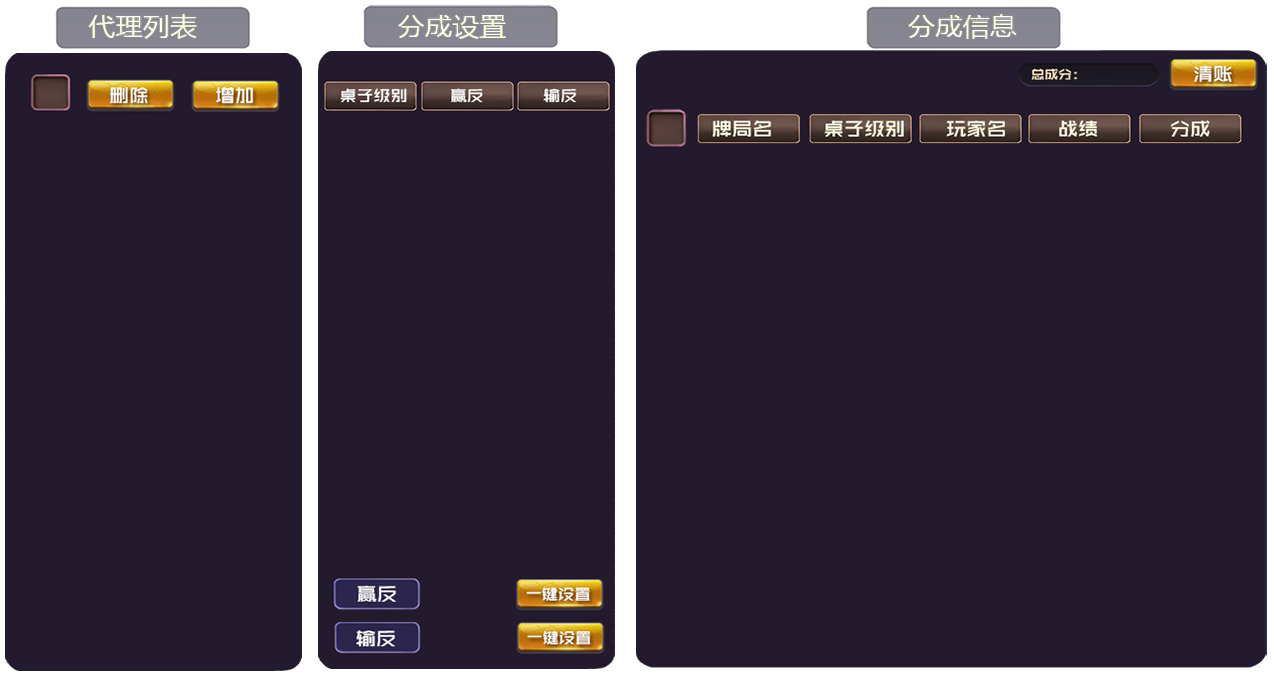 代理列表
删除 增加
分成设置
桌子级别 赢反 输反
赢反 一键设置
输反 一键设置
分成信息
总成分: 清账
牌局名 桌子级别 玩家名 战绩 分成